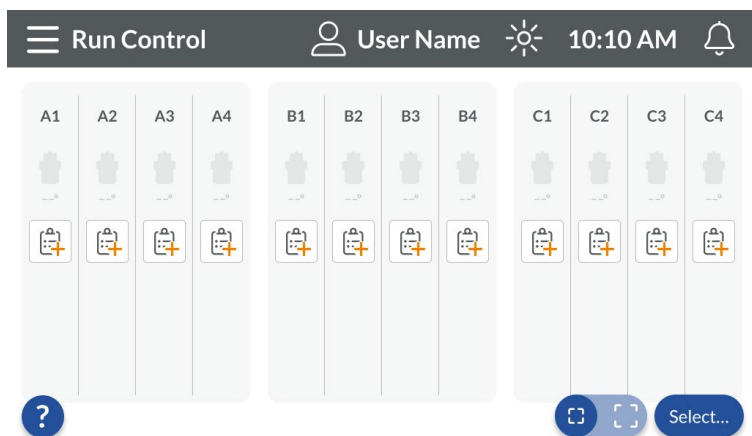 Run Control User Name 10:10 AM
A1 A2 A3 A4 B1 B2 B3 B4 C1 C2 C3 C4
--° --° --° --° --° --° --° --° --° --° --° --°
? Select...